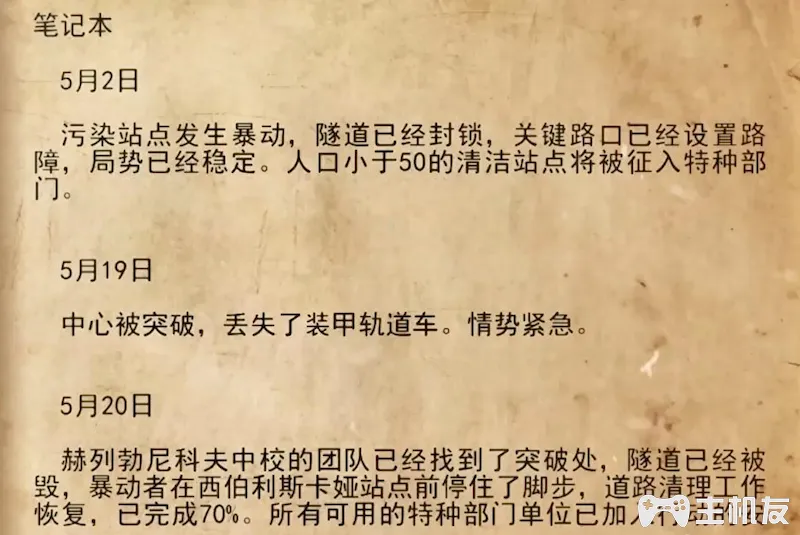 笔记本
5月2日
污染站点发生暴动，隧道已经封锁，关键路口已经设置路
障，局势已经稳定。人口小于50的清洁站点将被征入特种部
门。
5月19日
中心被突破，丢失了装甲轨道车。情势紧急。
5月20日
赫列勃尼科夫中校的团队已经找到了突破处，隧道已经被
毁，暴动者在西伯利斯卡娅站点前停住了脚步，道路清理工作
恢复，已完成70%。所有可用的特种部门单位已加入
主机友